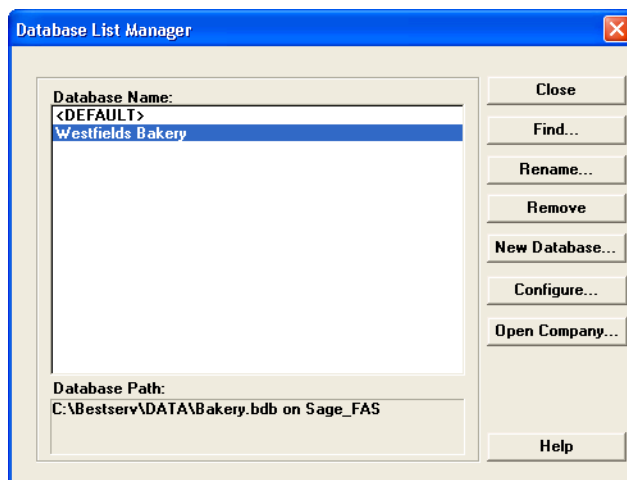 Database List Manager
Database Name:
<DEFAULT>
Westfields Bakery
Database Path:
C:\Bestserv\DATA\Bakery.bdb on Sage_FAS
Close
Find...
Rename...
Remove
New Database...
Configure...
Open Company...
Help